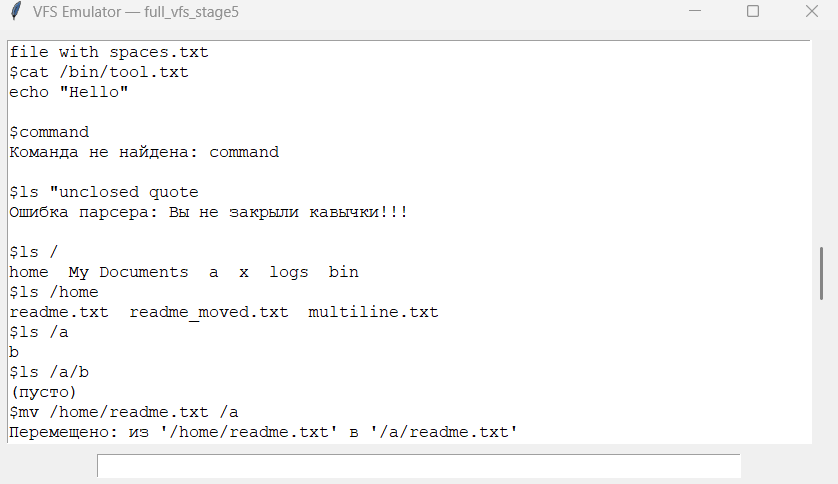 VFS Emulator — full_vfs_stage5
file with spaces.txt
$cat /bin/tool.txt
echo "Hello"
$command
Команда не найдена: command
$ls "unclosed quote
Ошибка парсера: Вы не закрыли кавычки!!!
$ls /
home  My Documents  a  x  logs  bin
$ls /home
readme.txt  readme_moved.txt  multiline.txt
$ls /a
b
$ls /a/b
(пусто)
$mv /home/readme.txt /a
Перемещено: из '/home/readme.txt' в '/a/readme.txt'